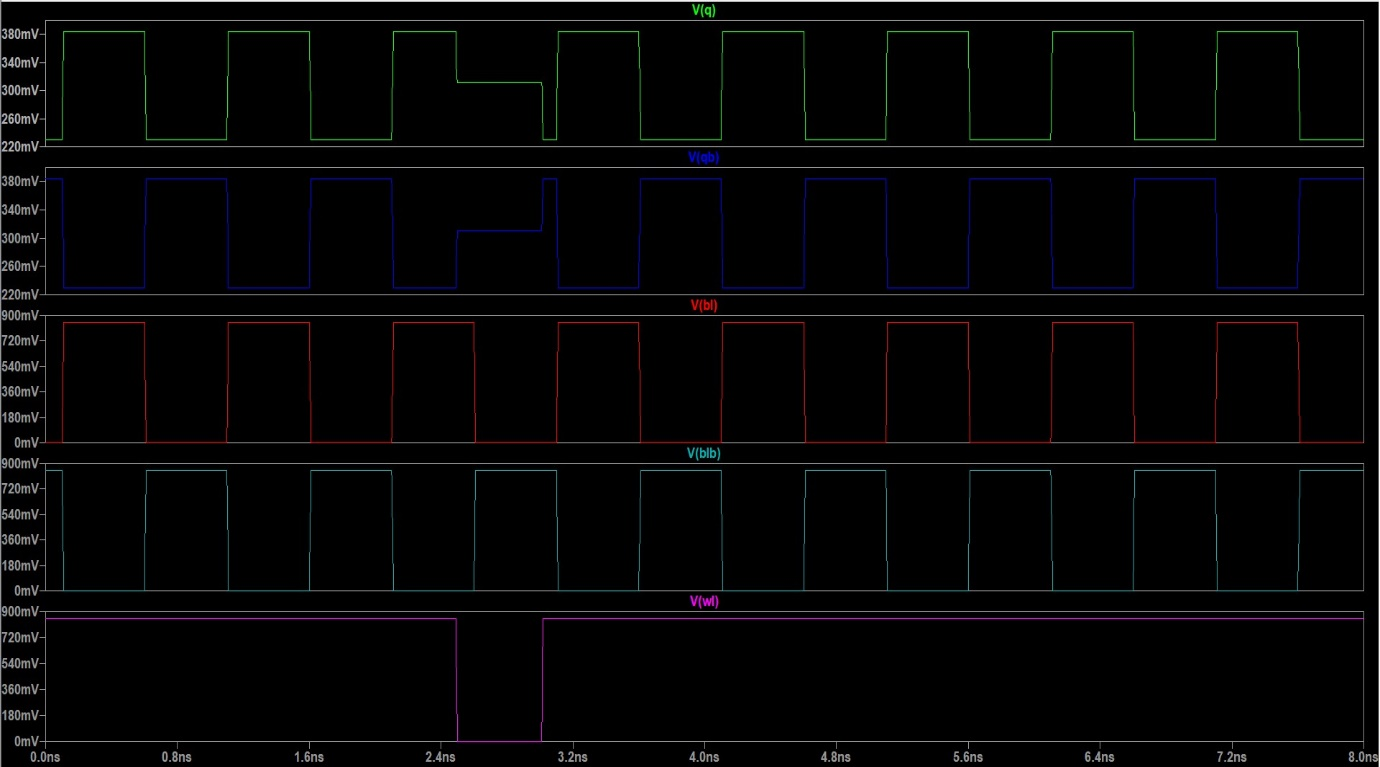 V(q)
380mV
340mV
300mV
260mV
220mV
V(qb)
380mV
340mV
300mV
260mV
220mV
V(bl)
900mV
720mV
540mV
360mV
180mV
0mV
V(blb)
900mV
720mV
540mV
360mV
180mV
0mV
V(wl)
900mV
720mV
540mV
360mV
180mV
0mV
0.0ns 0.8ns 1.6ns 2.4ns 3.2ns 4.0ns 4.8ns 5.6ns 6.4ns 7.2ns 8.0ns